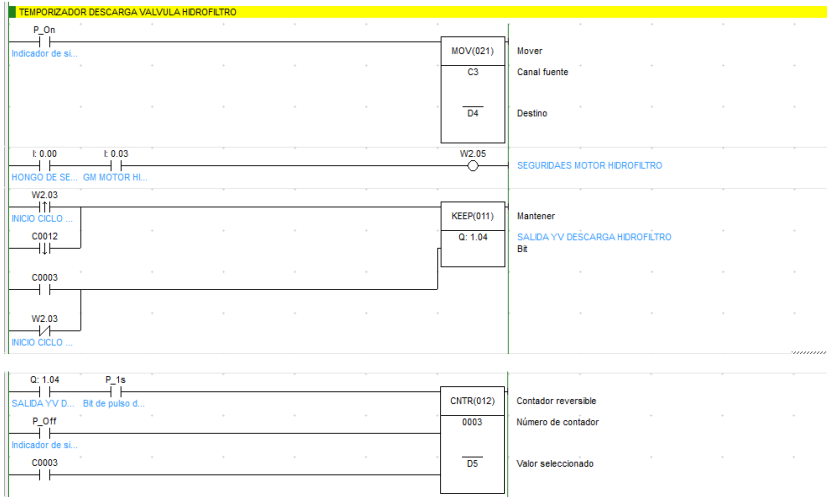 TEMPORIZADOR DESCARGA VALVULA HIDROFILTRO
P_On
Indicador de si...
MOV(021) Mover
C3 Canal fuente
D4 Destino
I: 0.00 I: 0.03 W2.05
HONGO DE SE... GM MOTOR HI... SEGURIDAES MOTOR HIDROFILTRO
W2.03
INICIO CICLO ...
KEEP(011) Mantener
C0012 Q: 1.04 SALIDA YV DESCARGA HIDROFILTRO
Bit
C0003
W2.03
INICIO CICLO ...
Q: 1.04 P_1s
SALIDA YV D... Bit de pulso d...
CNTR(012) Contador reversible
P_Off 0003 Número de contador
Indicador de si...
C0003 D5 Valor seleccionado